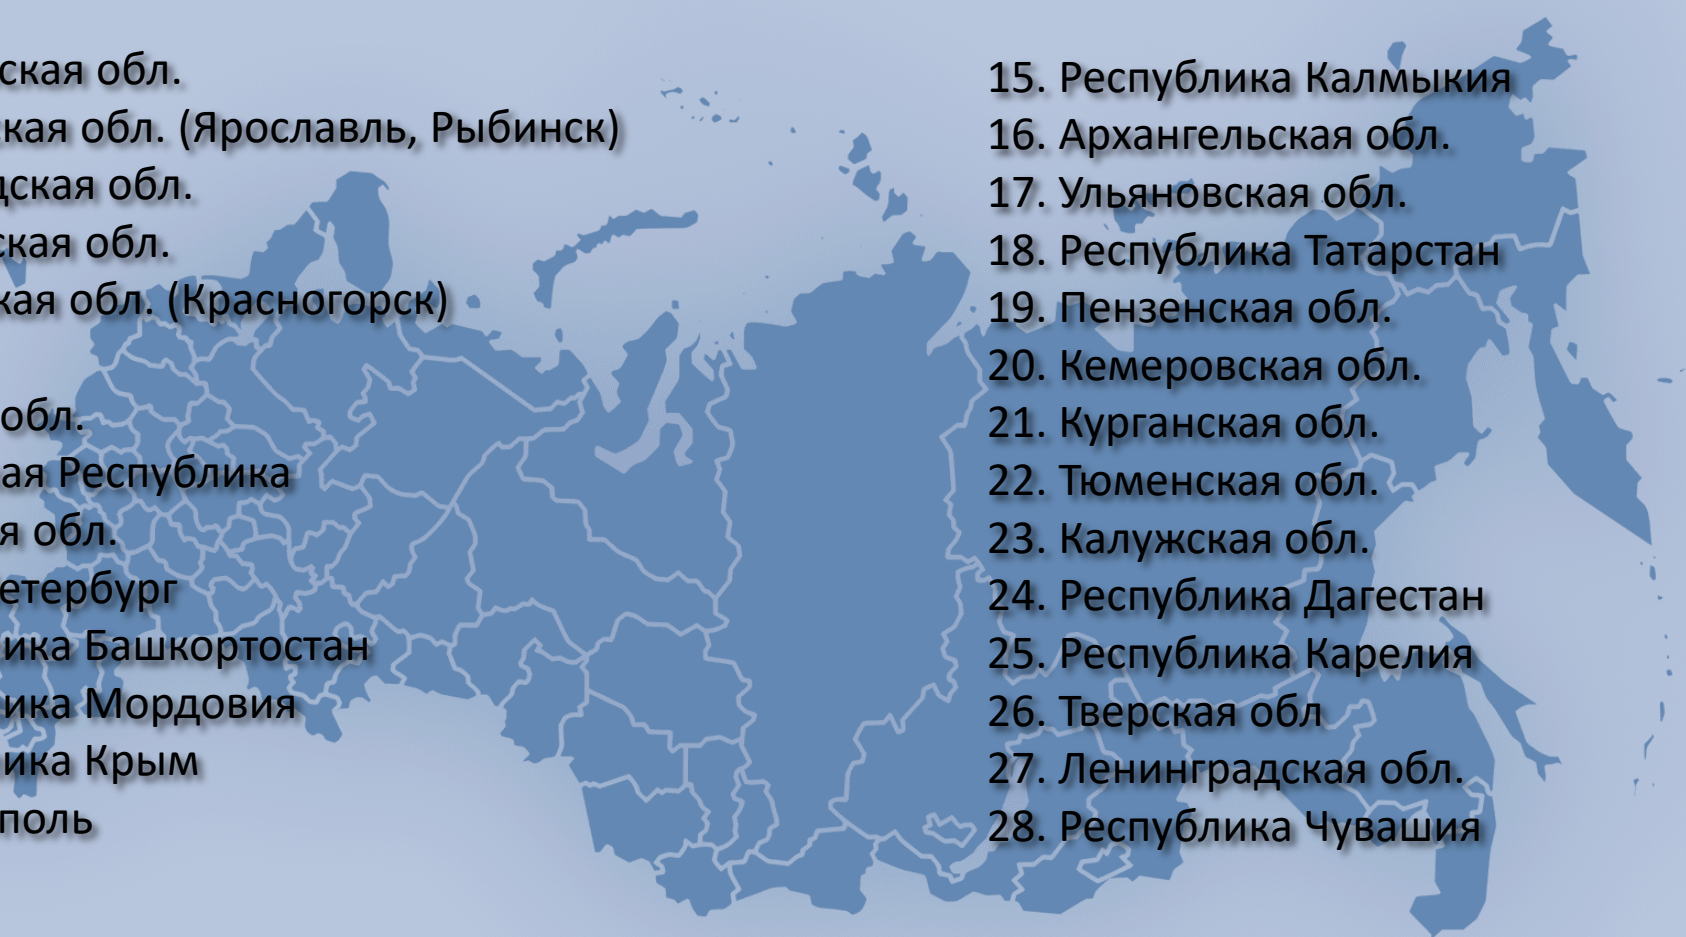 ская обл.
кая обл. (Ярославль, Рыбинск)
дская обл.
ская обл.
кая обл. (Красногорск)
обл.
ая Республика
я обл.
етербург
ика Башкортостан
ика Мордовия
ика Крым
поль
15. Республика Калмыкия
16. Архангельская обл.
17. Ульяновская обл.
18. Республика Татарстан
19. Пензенская обл.
20. Кемеровская обл.
21. Курганская обл.
22. Тюменская обл.
23. Калужская обл.
24. Республика Дагестан
25. Республика Карелия
26. Тверская обл
27. Ленинградская обл.
28. Республика Чувашия